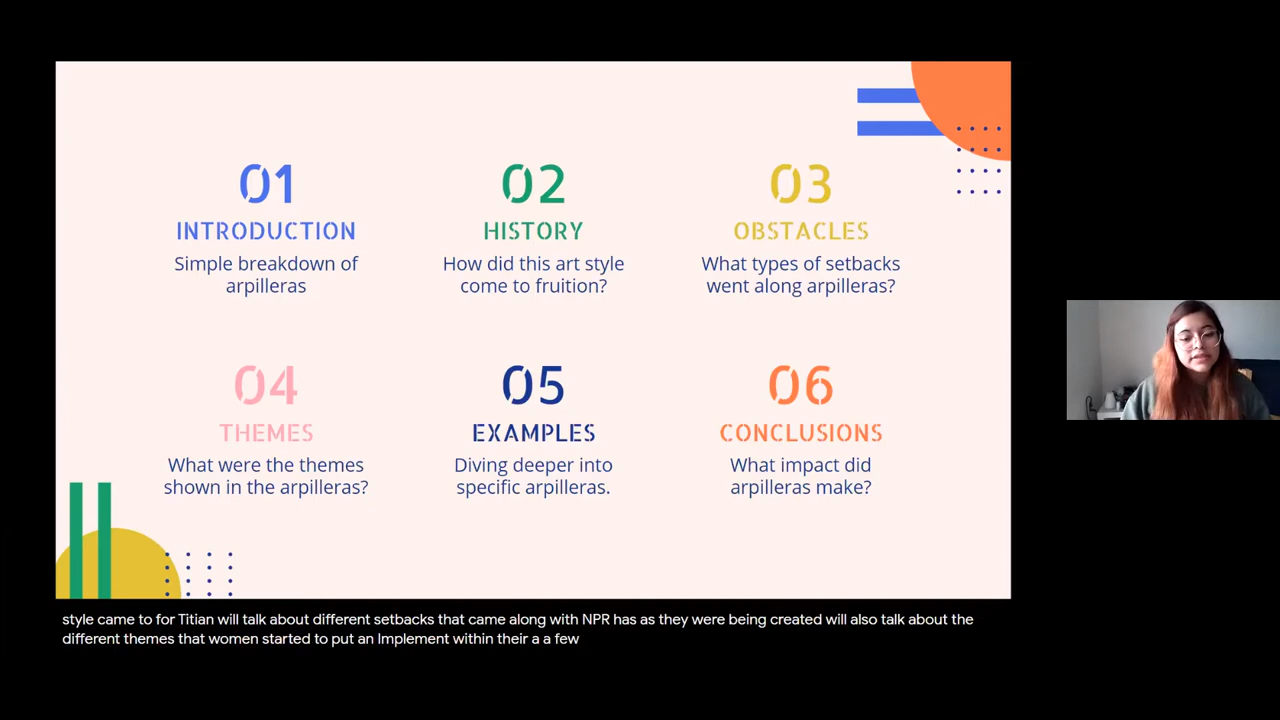 01
INTRODUCTION
Simple breakdown of
arpilleras
02
HISTORY
How did this art style
come to fruition?
03
OBSTACLES
What types of setbacks
went along arpilleras?
04
THEMES
What were the themes
shown in the arpilleras?
05
EXAMPLES
Diving deeper into
specific arpilleras.
06
CONCLUSIONS
What impact did
arpilleras make?
style came to for Titian will talk about different setbacks that came along with NPR has as they were being created will also talk about the
different themes that women started to put an Implement within their a a few